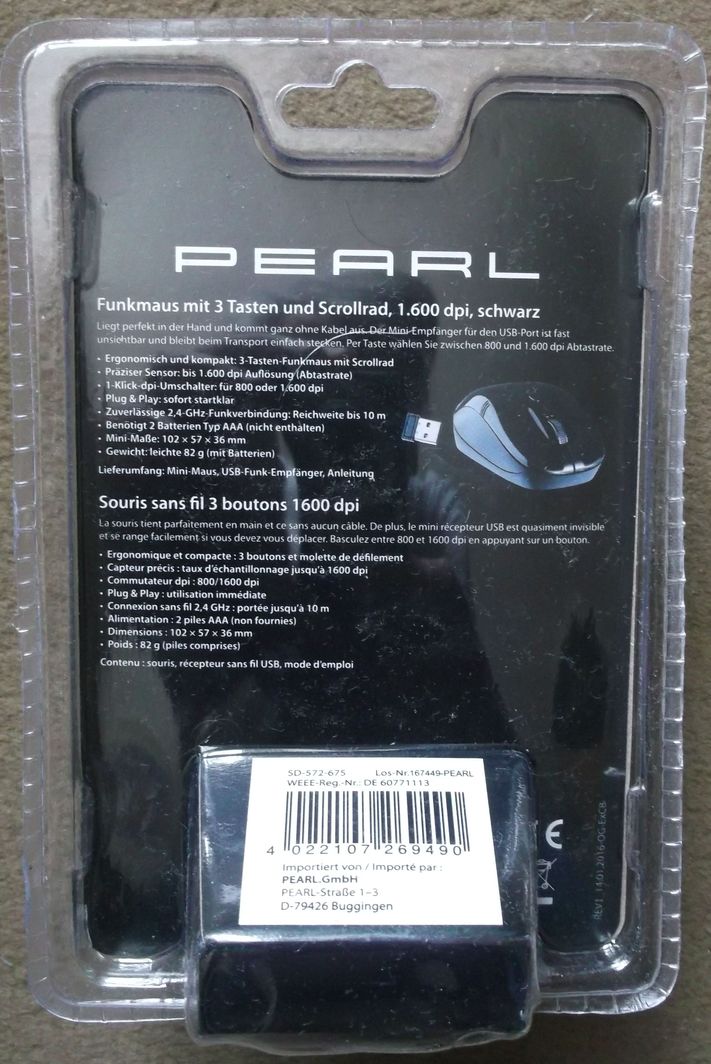 PEARL
Funkmaus mit 3 Tasten und Scrollrad, 1.600 dpi, schwarz
Liegt perfekt in der Hand und kommt ganz ohne Kabel aus. Der Mini-Empfänger für den USB-Port ist fast
unsichtbar und bleibt beim Transport einfach stecken. Per Taste wählen Sie zwischen 800 und 1.600 dpi Abtastrate.
• Ergonomisch und kompakt: 3-Tasten-Funkmaus mit Scrollrad
• Präziser Sensor: bis 1.600 dpi Auflösung (Abtastrate)
• 1-Klick-dpi-Umschalter: für 800 oder 1.600 dpi
• Plug & Play: sofort startklar
• Zuverlässige 2,4-GHz-Funkverbindung: Reichweite bis 10 m
• Benötigt 2 Batterien Typ AAA (nicht enthalten)
• Mini-Maße: 102 × 57 × 36 mm
• Gewicht: leichte 82 g (mit Batterien)
Lieferumfang: Mini-Maus, USB-Funk-Empfänger, Anleitung
Souris sans fil 3 boutons 1600 dpi
La souris tient parfaitement en main et ce sans aucun câble. De plus, le mini récepteur USB est quasiment invisible
et se range facilement si vous devez vous déplacer. Basculez entre 800 et 1600 dpi en appuyant sur un bouton.
• Ergonomique et compacte : 3 boutons et molette de défilement
• Capteur précis : taux d'échantillonnage jusqu'à 1600 dpi
• Commutateur dpi : 800/1600 dpi
• Plug & Play : utilisation immédiate
• Connexion sans fil 2,4 GHz : portée jusqu'à 10 m
• Alimentation : 2 piles AAA (non fournies)
• Dimensions : 102 × 57 × 36 mm
• Poids : 82 g (piles comprises)
Contenu : souris, récepteur sans fil USB, mode d'emploi
SD-572-675 Los-Nr.167449-PEARL
WEEE-Reg.-Nr.: DE 60771113
4 022107 269490
Importiert von / Importé par :
PEARL.GmbH
PEARL-Straße 1–3
D-79426 Buggingen
CE